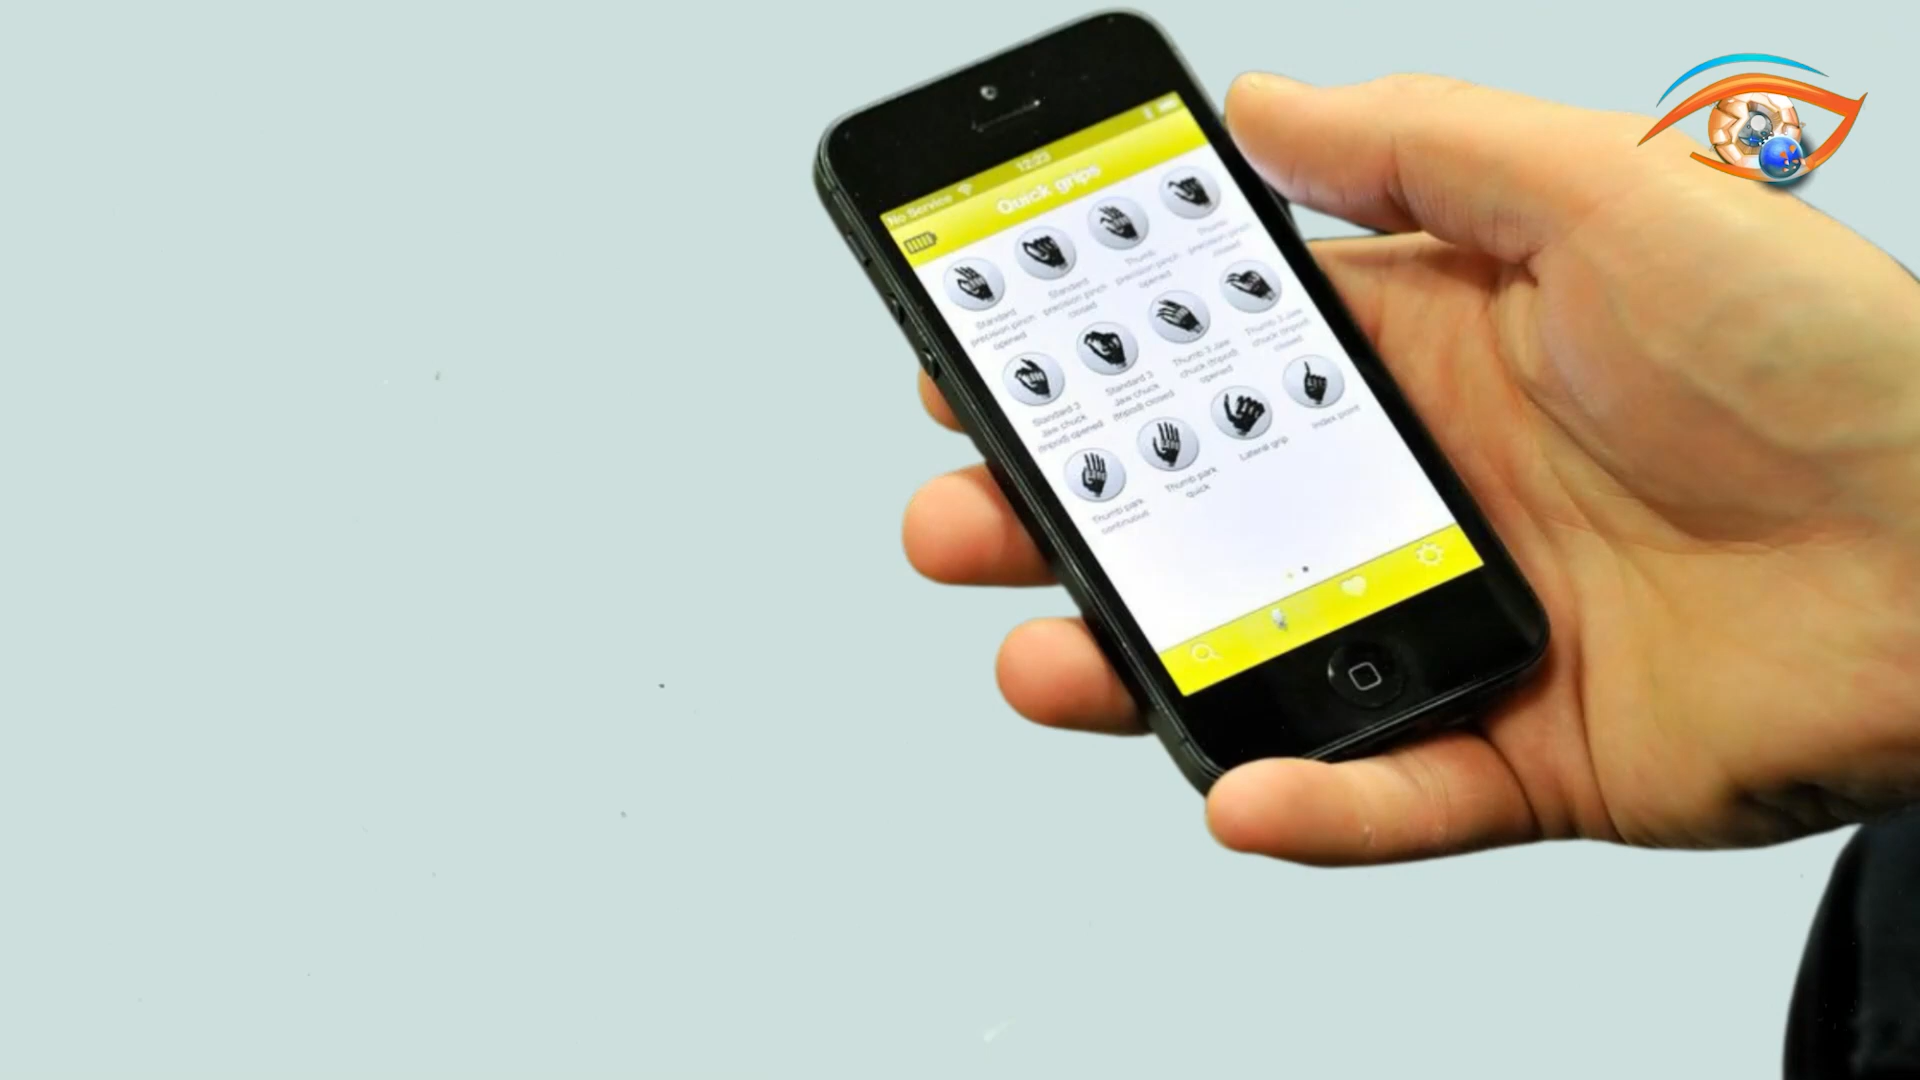 No Service
12:23
Quick grips
Standard
precision pinch
opened
Standard
precision pinch
closed
Thumb
precision pinch
opened
Thumb
precision pinch
closed
Standard 3
Jaw chuck
(tripod) opened
Standard 3
Jaw chuck
(tripod) closed
Thumb 3 Jaw
chuck (tripod)
opened
Thumb 3 Jaw
chuck (tripod)
closed
Thumb park
continuous
Thumb park
quick
Lateral grip
Index point